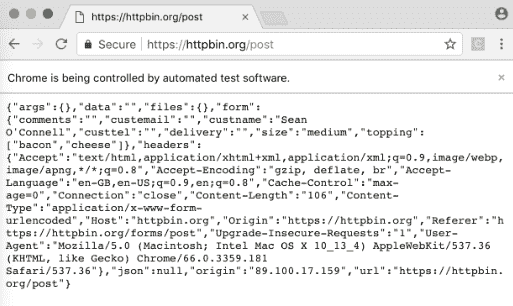 https://httpbin.org/post
Secure https://httpbin.org/post
Chrome is being controlled by automated test software.
{"args":{},"data":"","files":{},"form":
{"comments":"","custemail":"","custname":"Sean
O'Connell","custtel":"","delivery":"","size":"medium","topping":
["bacon","cheese"]},"headers":
{"Accept":"text/html,application/xhtml+xml,application/xml;q=0.9,image/webp,
image/apng,*/*;q=0.8","Accept-Encoding":"gzip, deflate, br","Accept-
Language":"en-GB,en-US;q=0.9,en;q=0.8","Cache-Control":"max-
age=0","Connection":"close","Content-Length":"106","Content-
Type":"application/x-www-form-
urlencoded","Host":"httpbin.org","Origin":"https://httpbin.org","Referer":"h
ttps://httpbin.org/forms/post","Upgrade-Insecure-Requests":"1","User-
Agent":"Mozilla/5.0 (Macintosh; Intel Mac OS X 10_13_4) AppleWebKit/537.36
(KHTML, like Gecko) Chrome/66.0.3359.181
Safari/537.36"},"json":null,"origin":"89.100.17.159","url":"https://httpbin.
org/post"}